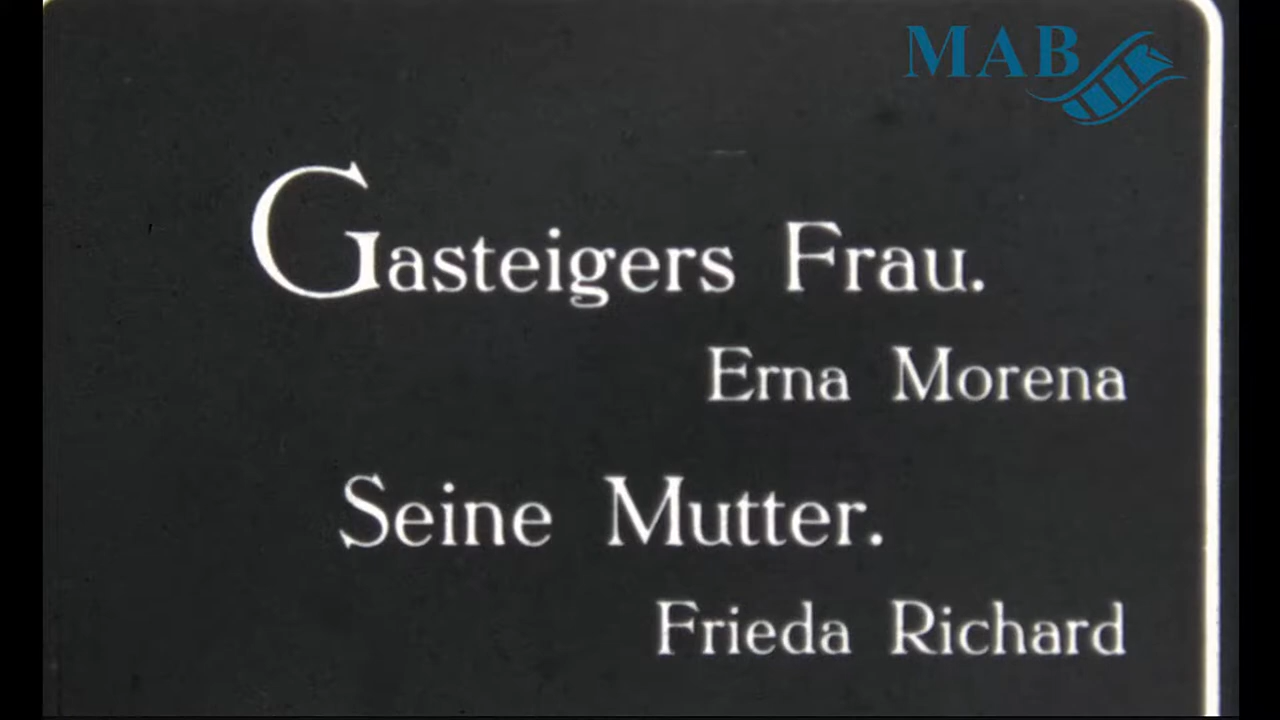 MAB
Gasteigers Frau.
Erna Morena
Seine Mutter.
Frieda Richard